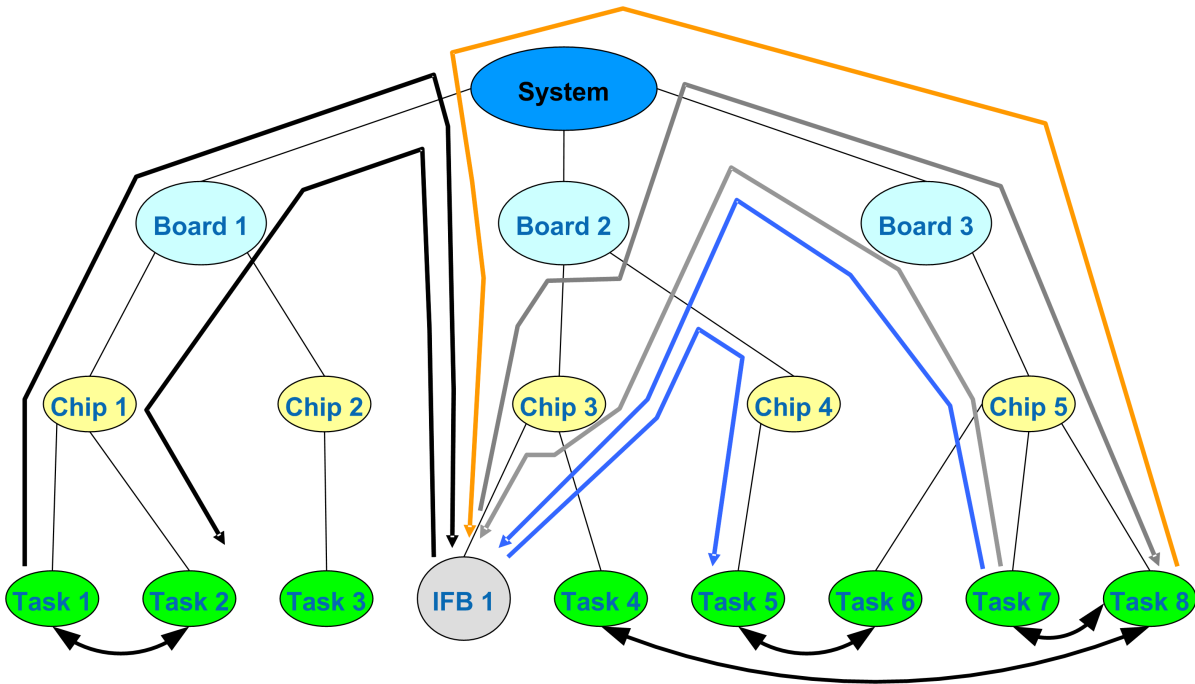 System
Board 1
Board 2
Board 3
Chip 1
Chip 2
Chip 3
Chip 4
Chip 5
Task 1
Task 2
Task 3
IFB 1
Task 4
Task 5
Task 6
Task 7
Task 8